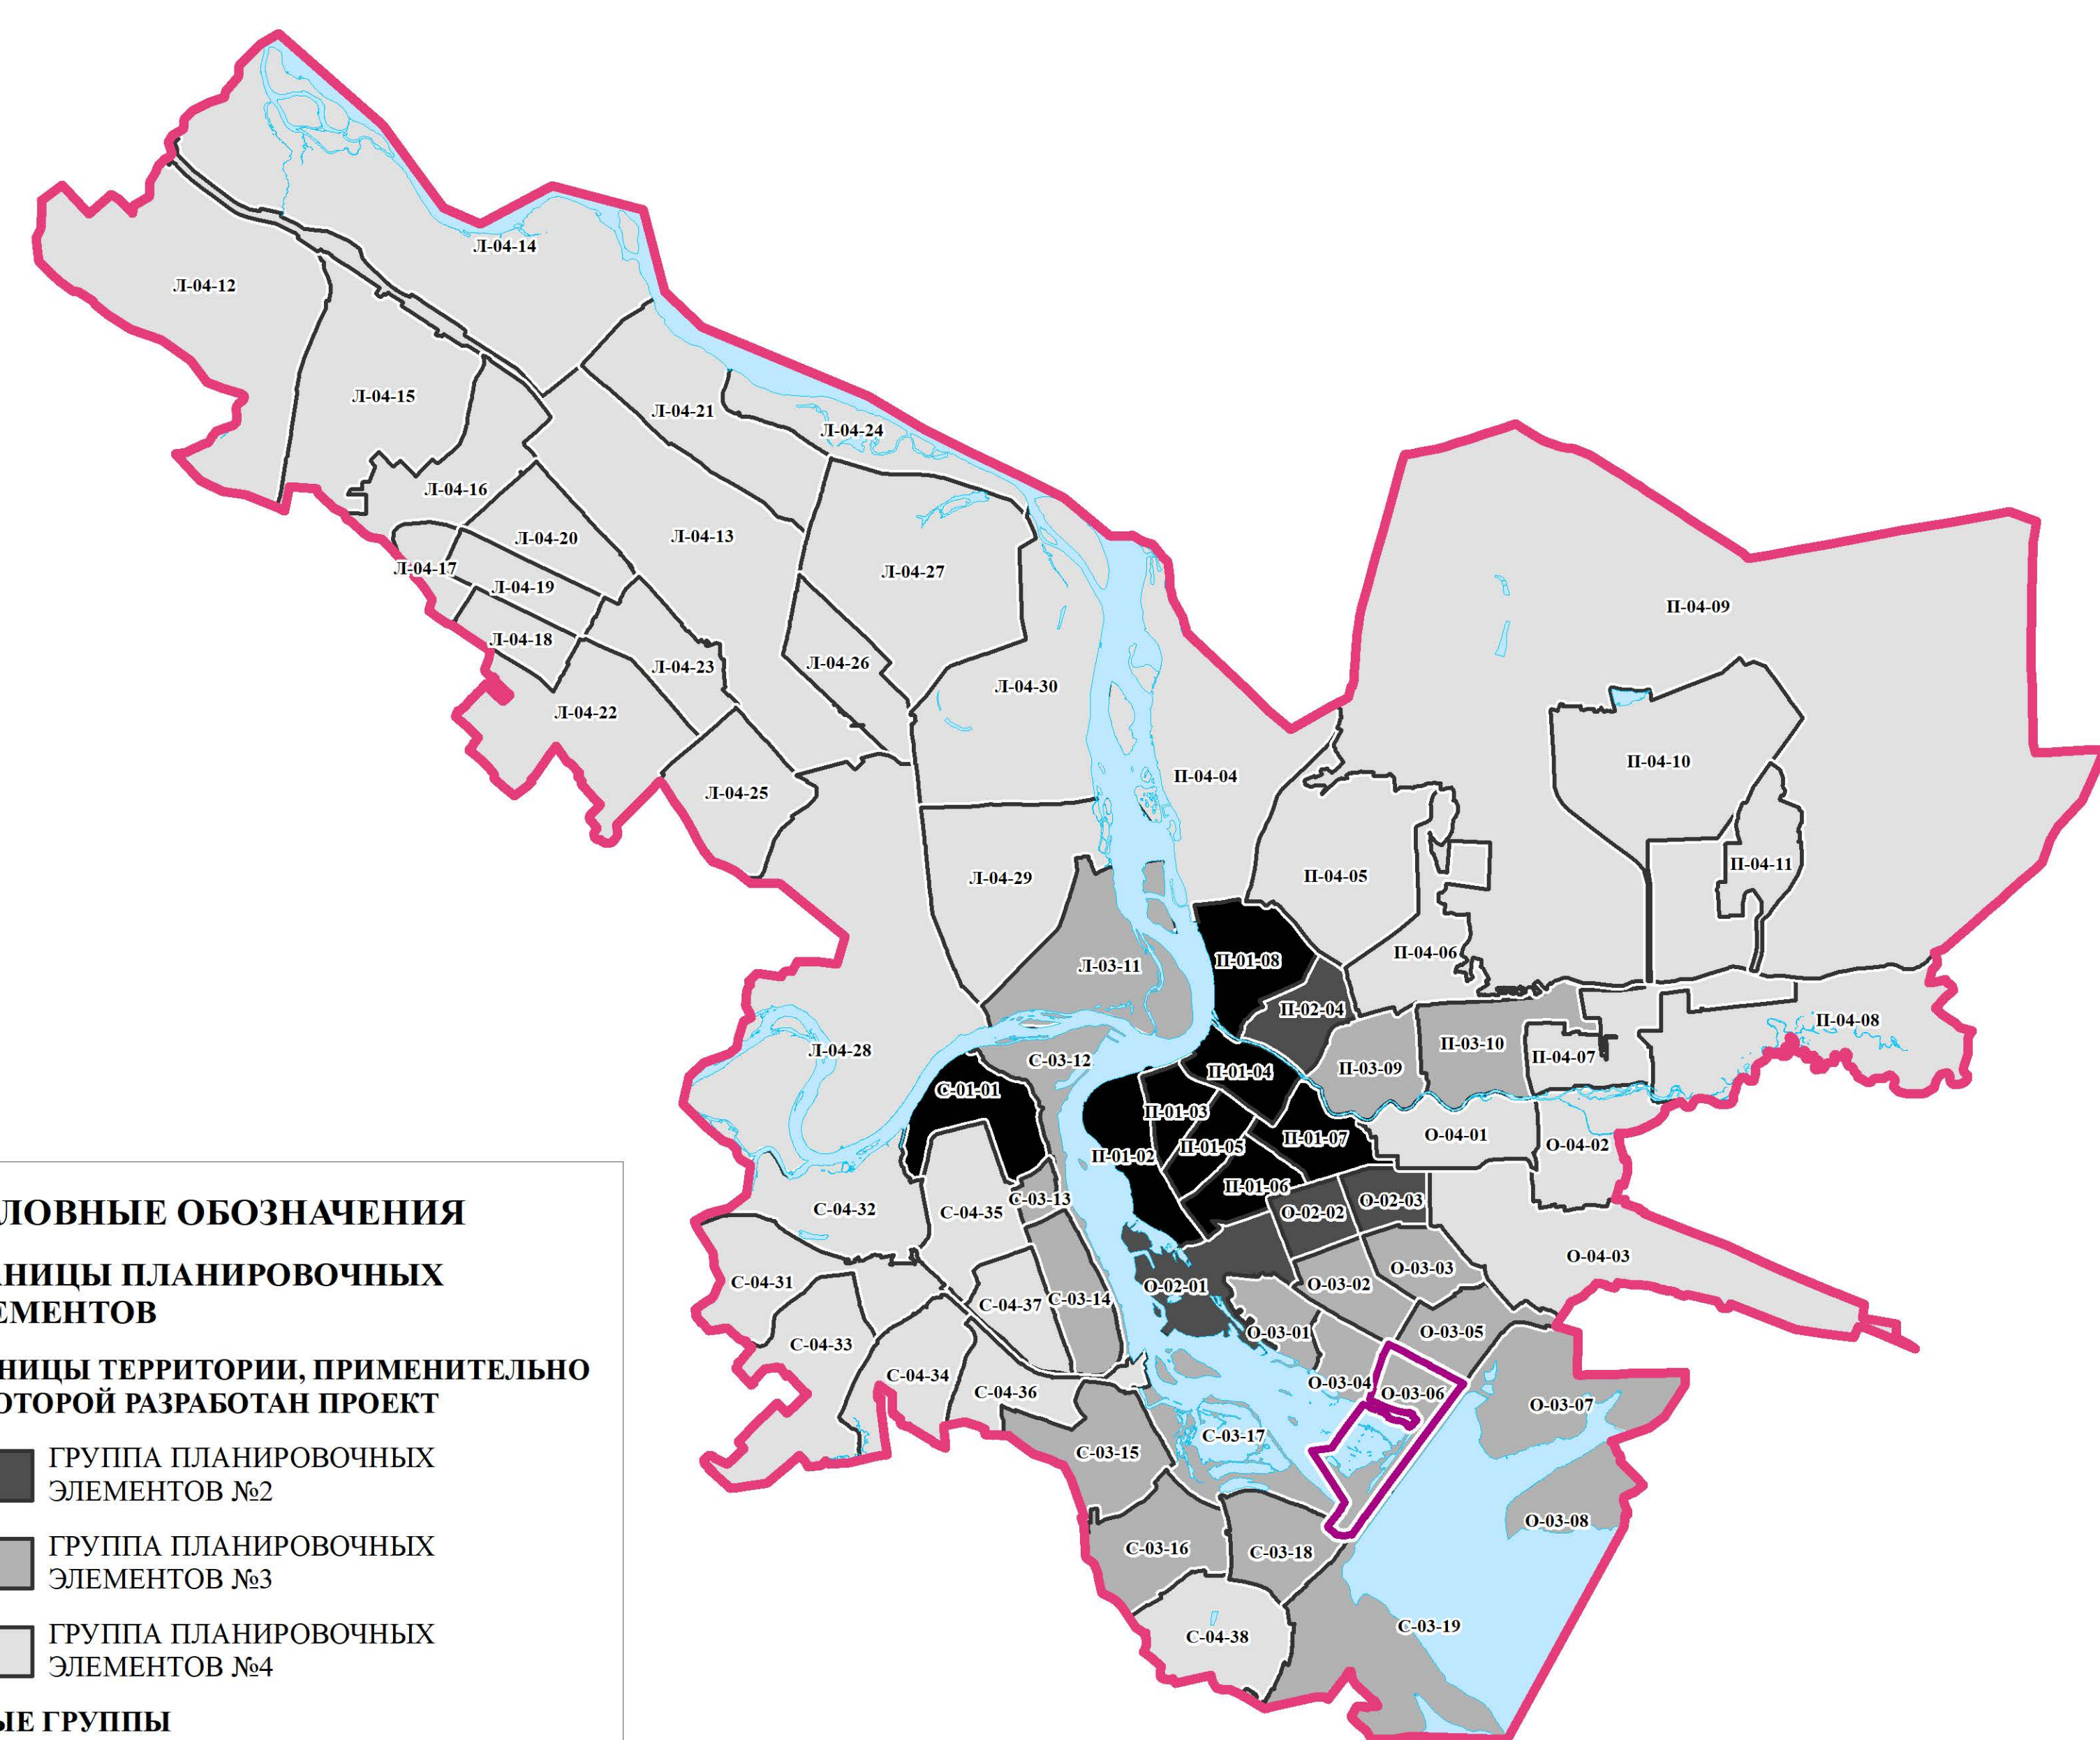 Л-04-14
Л-04-12
Л-04-15
Л-04-21
Л-04-24
Л-04-16
Л-04-20
Л-04-13
Л-04-17
Л-04-27
Л-04-19
П-04-09
Л-04-18
Л-04-23
Л-04-26
Л-04-30
Л-04-22
П-04-10
П-04-04
Л-04-25
П-04-11
Л-04-29
П-04-05
П-04-06
П-01-08
Л-03-11
П-02-04
П-04-08
П-03-10
Л-04-28
С-03-12
П-04-07
П-03-09
П-01-04
С-01-01
П-01-03
О-04-01
П-01-07
П-01-05
О-04-02
П-01-02
П-01-06
С-03-13
О-02-03
С-04-32
С-04-35
О-02-02
О-04-03
О-03-03
С-04-31
О-03-02
О-02-01
С-04-37
С-03-14
О-03-01
О-03-05
С-04-33
С-04-34
О-03-04
С-04-36
О-03-06
О-03-07
С-03-17
С-03-15
О-03-08
С-03-16
С-03-18
С-03-19
С-04-38
ЛОВНЫЕ ОБОЗНАЧЕНИЯ
НИЦЫ ПЛАНИРОВОЧНЫХ
ЕМЕНТОВ
НИЦЫ ТЕРРИТОРИИ, ПРИМЕНИТЕЛЬНО
ОТОРОЙ РАЗРАБОТАН ПРОЕКТ
ГРУППА ПЛАНИРОВОЧНЫХ
ЭЛЕМЕНТОВ №2
ГРУППА ПЛАНИРОВОЧНЫХ
ЭЛЕМЕНТОВ №3
ГРУППА ПЛАНИРОВОЧНЫХ
ЭЛЕМЕНТОВ №4
ЫЕ ГРУППЫ